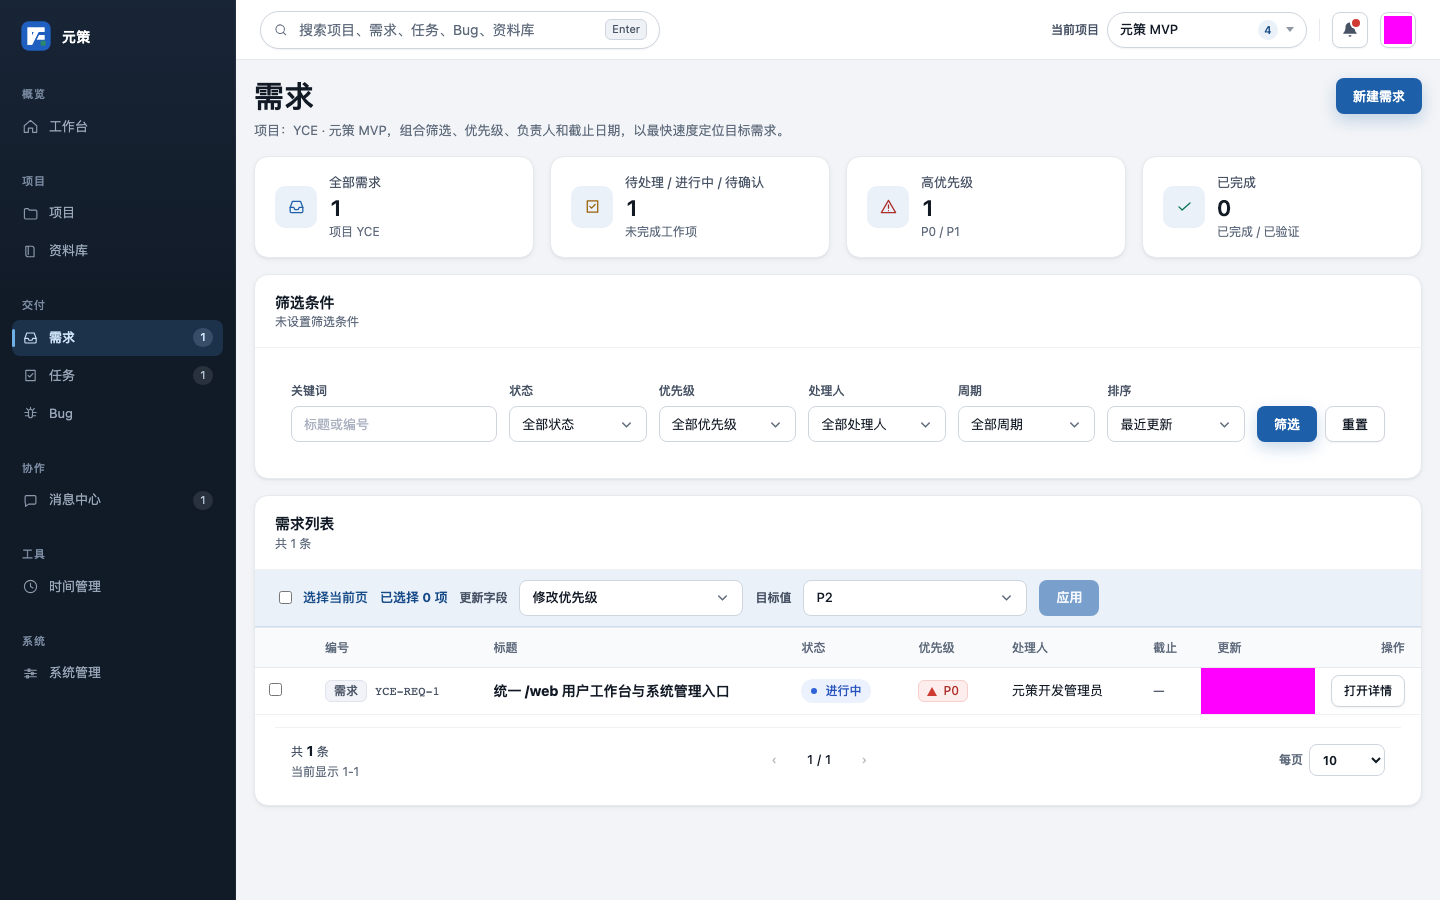 元策
概览
工作台
项目
项目
资料库
交付
需求 1
任务 1
Bug
协作
消息中心 1
工具
时间管理
系统
系统管理
搜索项目、需求、任务、Bug、资料库 Enter
当前项目 元策 MVP 4
需求
新建需求
项目：YCE · 元策 MVP，组合筛选、优先级、负责人和截止日期，以最快速度定位目标需求。
全部需求
1
项目 YCE
待处理 / 进行中 / 待确认
1
未完成工作项
高优先级
1
P0 / P1
已完成
0
已完成 / 已验证
筛选条件
未设置筛选条件
关键词 状态 优先级 处理人 周期 排序
标题或编号 全部状态 全部优先级 全部处理人 全部周期 最近更新 筛选 重置
需求列表
共 1 条
选择当前页 已选择 0 项 更新字段 修改优先级 目标值 P2 应用
编号 标题 状态 优先级 处理人 截止 更新 操作
需求 YCE-REQ-1 统一 /web 用户工作台与系统管理入口 进行中 P0 元策开发管理员 — 打开详情
共 1 条
当前显示 1-1
‹ 1 / 1 ›
每页 10